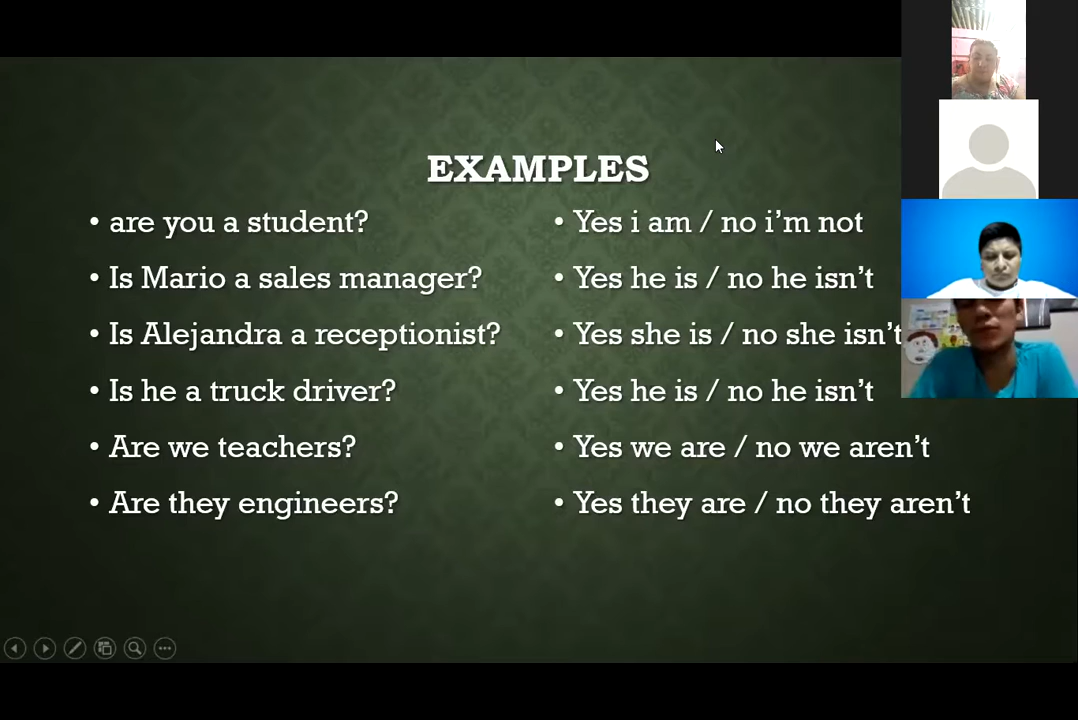 EXAMPLES
• are you a student?
• Is Mario a sales manager?
• Is Alejandra a receptionist?
• Is he a truck driver?
• Are we teachers?
• Are they engineers?
• Yes i am / no i’m not
• Yes he is / no he isn’t
• Yes she is / no she isn’t
• Yes he is / no he isn’t
• Yes we are / no we aren’t
• Yes they are / no they aren’t